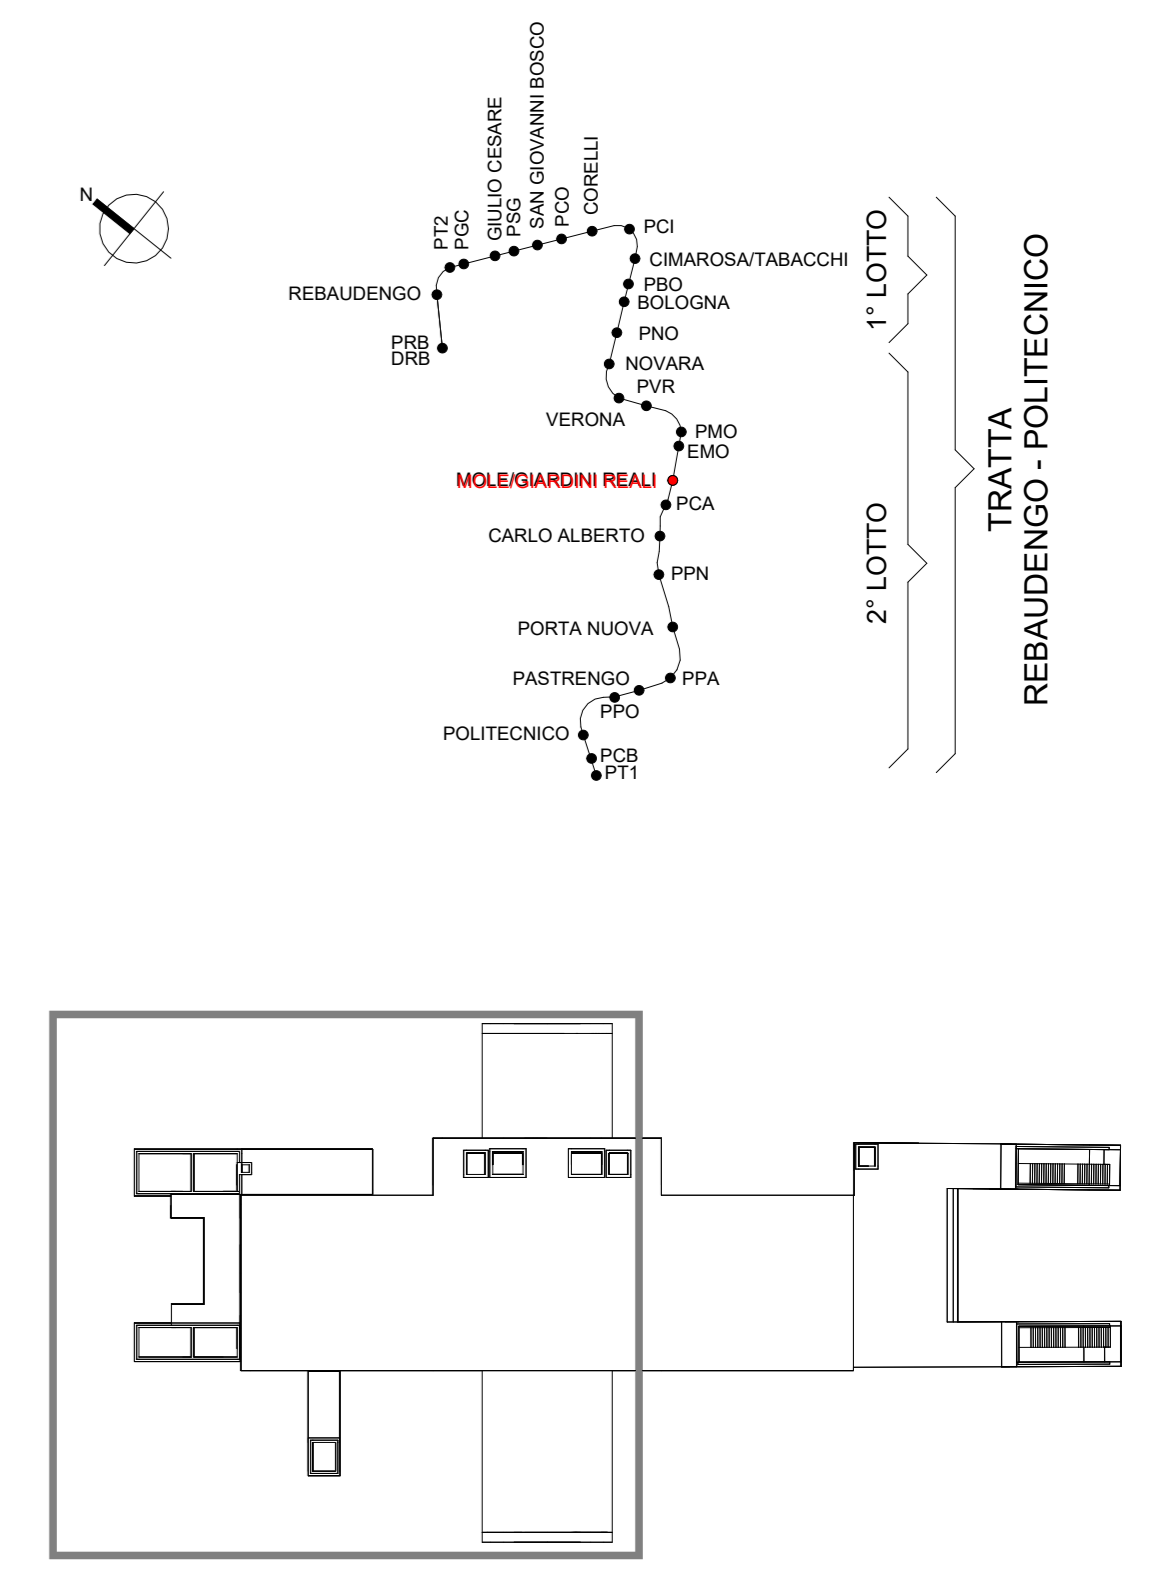 N
PT2
PGC
GIULIO CESARE
PSG
SAN GIOVANNI BOSCO
PCO
CORELLI
PCI
CIMAROSA/TABACCHI
REBAUDENGO
PBO
BOLOGNA
PNO
PRB
DRB
NOVARA
PVR
VERONA
PMO
EMO
MOLE/GIARDINI REALI
PCA
CARLO ALBERTO
PPN
PORTA NUOVA
PASTRENGO
PPA
PPO
POLITECNICO
PCB
PT1
1° LOTTO
2° LOTTO
TRATTA
REBAUDENGO - POLITECNICO